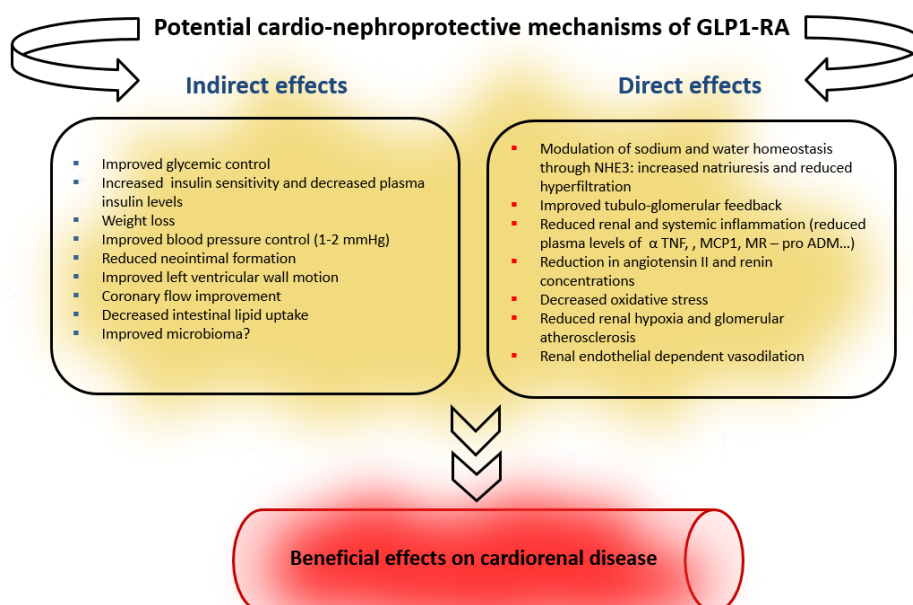 Potential cardio-nephroprotective mechanisms of GLP1-RA
Indirect effects
▪ Improved glycemic control
▪ Increased insulin sensitivity and decreased plasma
insulin levels
▪ Weight loss
▪ Improved blood pressure control (1-2 mmHg)
▪ Reduced neointimal formation
▪ Improved left ventricular wall motion
▪ Coronary flow improvement
▪ Decreased intestinal lipid uptake
▪ Improved microbioma?
Direct effects
▪ Modulation of sodium and water homeostasis
through NHE3: increased natriuresis and reduced
hyperfiltration
▪ Improved tubulo-glomerular feedback
▪ Reduced renal and systemic inflammation (reduced
plasma levels of α TNF, , MCP1, MR – pro ADM...)
▪ Reduction in angiotensin II and renin
concentrations
▪ Decreased oxidative stress
▪ Reduced renal hypoxia and glomerular
atherosclerosis
▪ Renal endothelial dependent vasodilation
Beneficial effects on cardiorenal disease